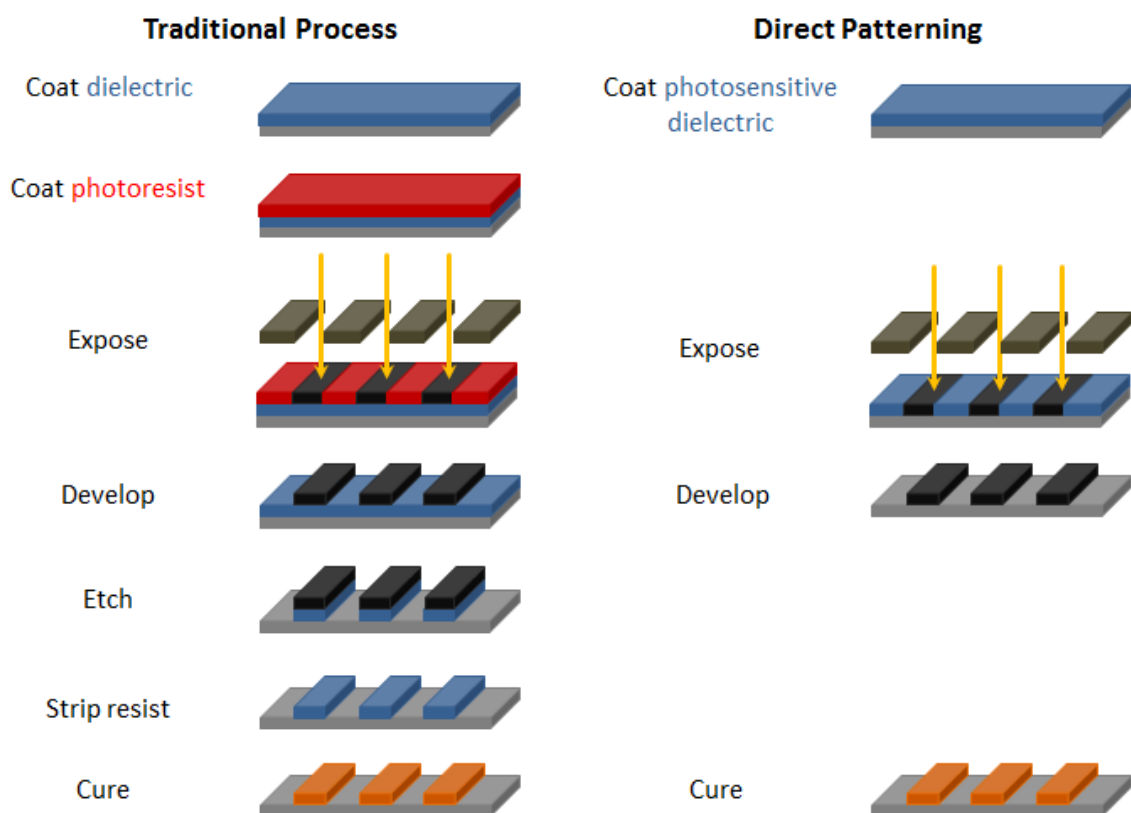 Traditional Process
Coat dielectric
Coat photoresist
Expose
Develop
Etch
Strip resist
Cure
Direct Patterning
Coat photosensitive
dielectric
Expose
Develop
Cure